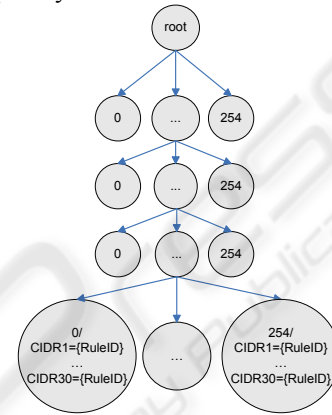 root
0
...
254
0
...
254
0
...
254
0/
CIDR1={RuleID}
...
CIDR30={RuleID}
...
254/
CIDR1={RuleID}
...
CIDR30={RuleID}